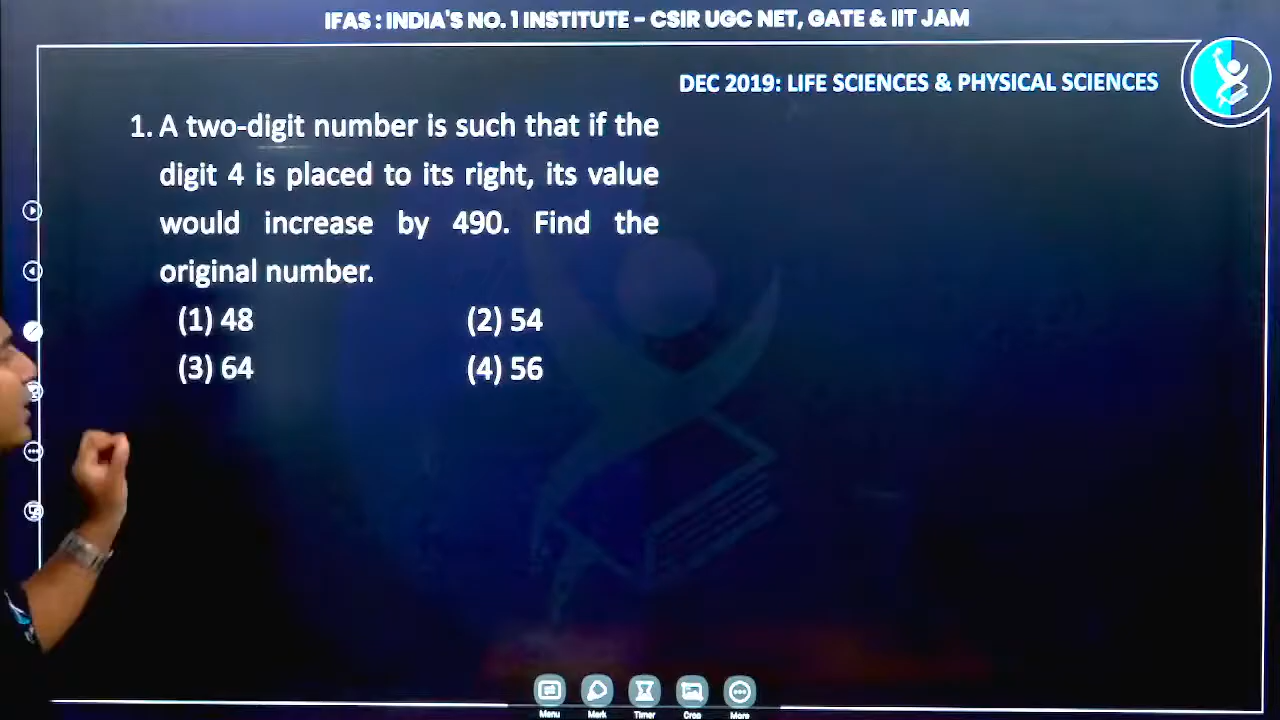 IFAS : INDIA'S NO. 1 INSTITUTE – CSIR UGC NET, GATE & IIT JAM
DEC 2019: LIFE SCIENCES & PHYSICAL SCIENCES
1. A two-digit number is such that if the
digit 4 is placed to its right, its value
would increase by 490. Find the
original number.
(1) 48 (2) 54
(3) 64 (4) 56
Menu Mark Timer Crop More